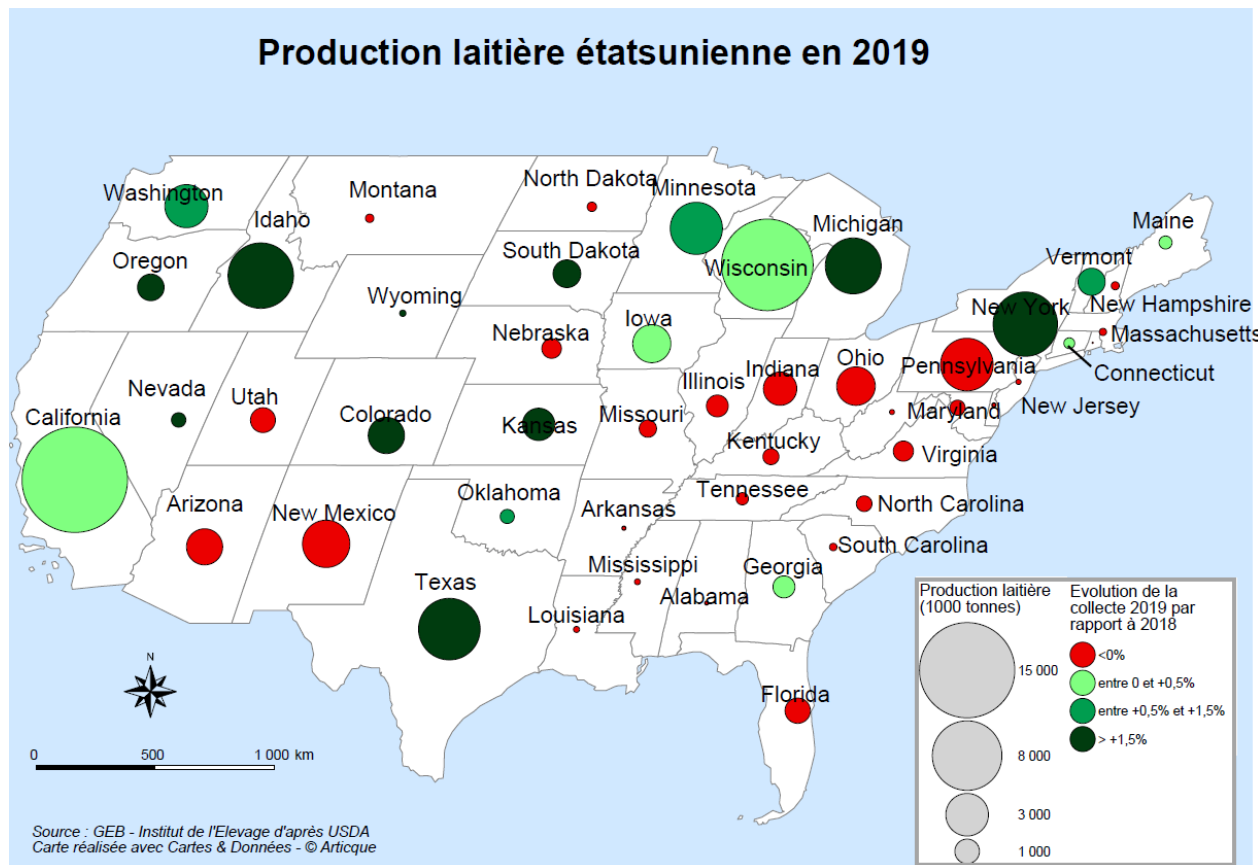 Production laitière étatsunienne en 2019
Washington
Montana
North Dakota
Minnesota
Maine
Idaho
Michigan
Vermont
Oregon
South Dakota
Wisconsin
Wyoming
New York
New Hampshire
Nebraska
Iowa
Massachusetts
Nevada
Utah
Colorado
Kansas
Illinois
Indiana
Ohio
Pennsylvania
Connecticut
California
Missouri
Maryland
New Jersey
Kentucky
Virginia
Arizona
New Mexico
Oklahoma
Arkansas
Tennessee
North Carolina
South Carolina
Mississippi
Georgia
Texas
Louisiana
Alabama
Florida
N
0 500 1 000 km
Production laitière
(1000 tonnes)
15 000
8 000
3 000
1 000
Evolution de la
collecte 2019 par
rapport à 2018
<0%
entre 0 et +0,5%
entre +0,5% et +1,5%
> +1,5%
Source : GEB - Institut de l'Elevage d'après USDA
Carte réalisée avec Cartes & Données - © Articque